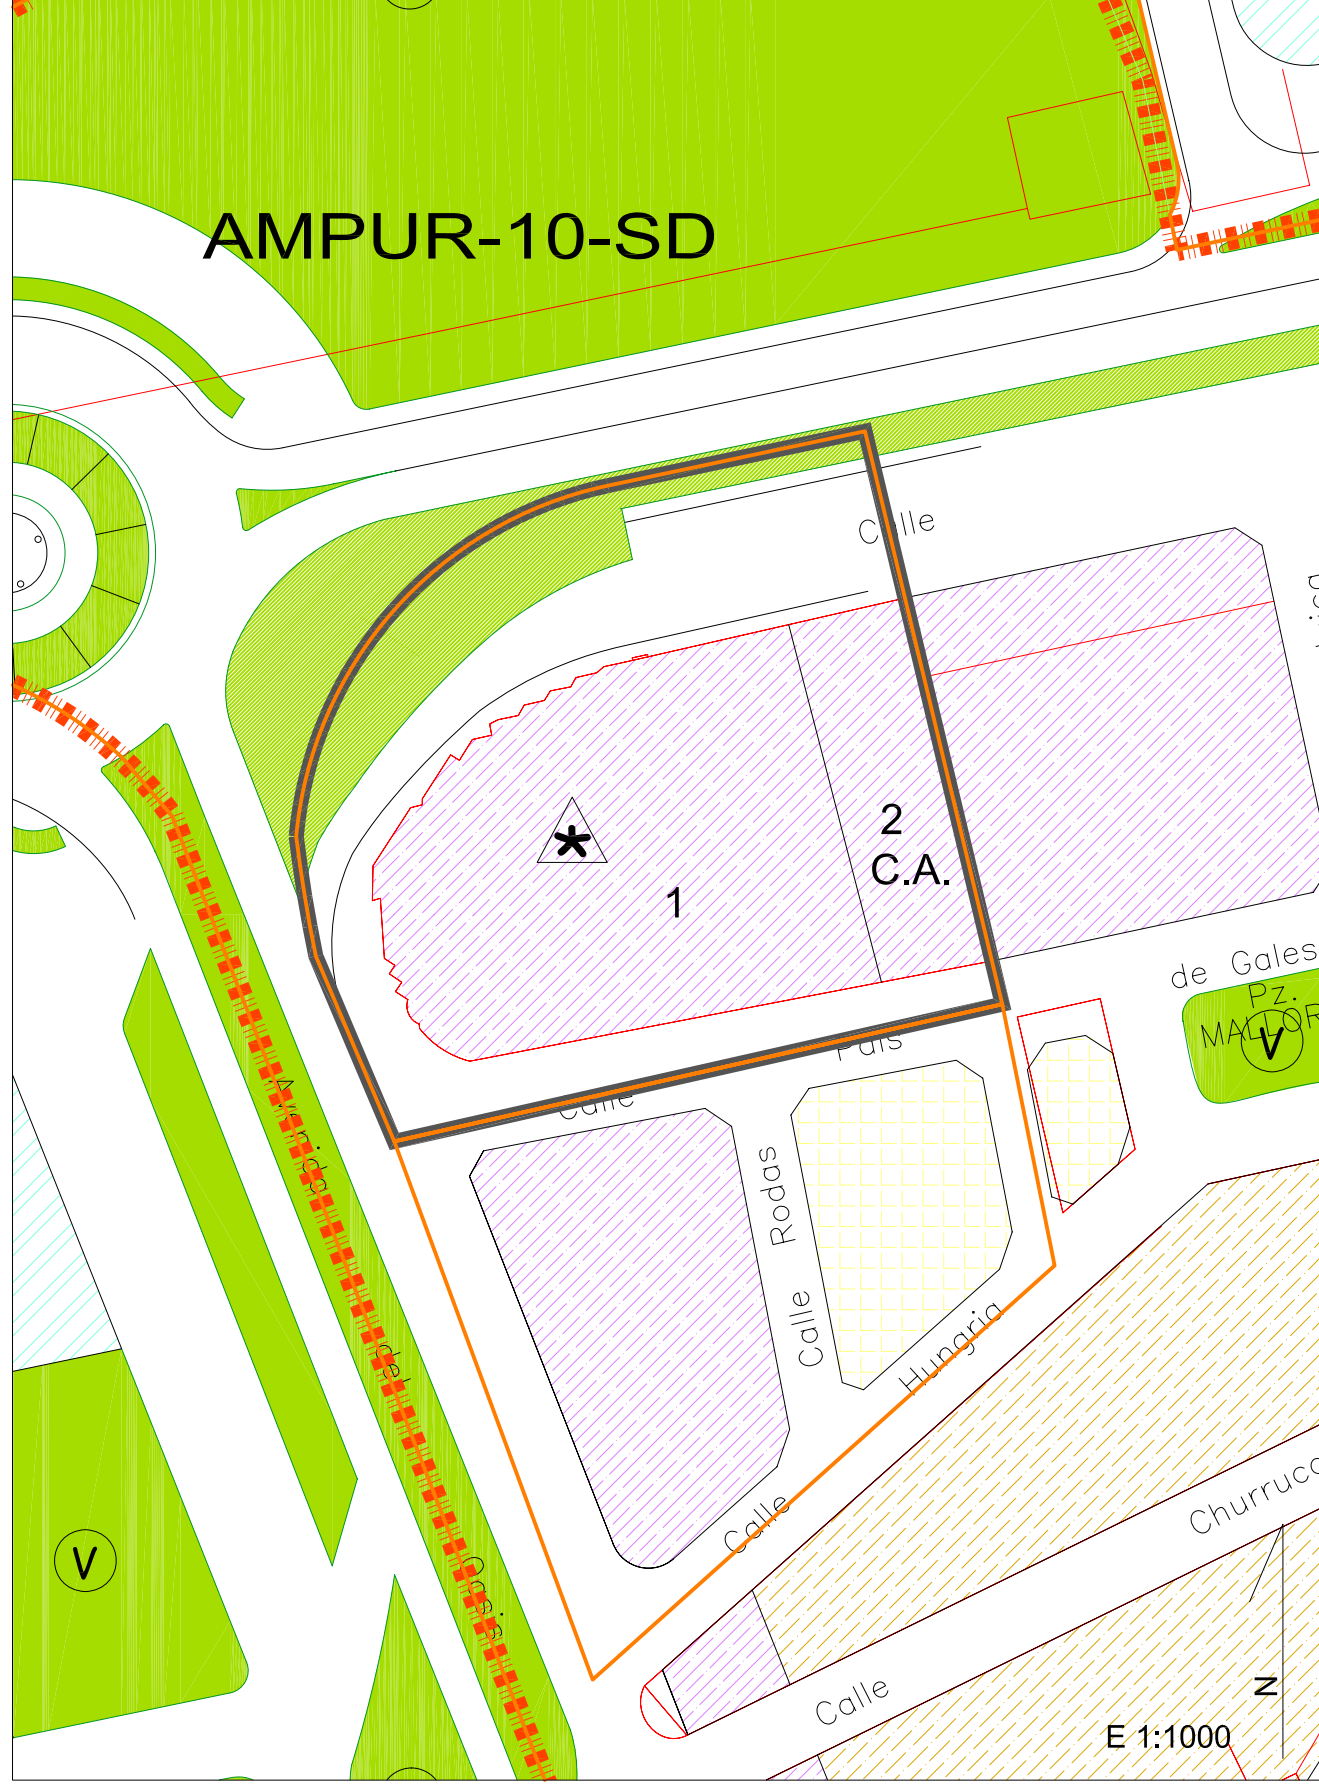 AMPUR-10-SD
Calle
2
C.A.
1
de Gales
Pz.
V
País
Calle
Avenida
del
Oasis
Rodas
Calle
Hungria
Calle
V
Calle
Churruca
N
E 1:1000